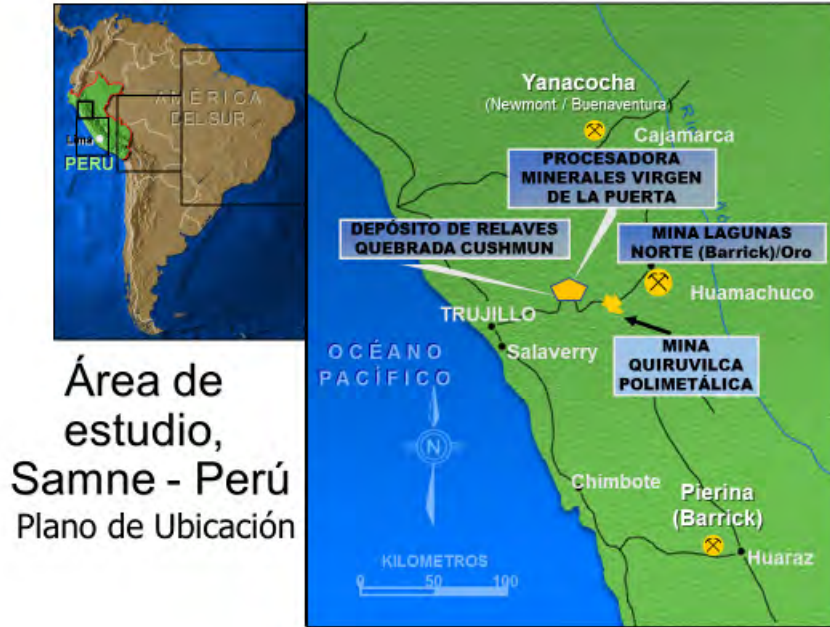 AMÉRICA
DEL SUR
Lima
PERÚ
Área de
estudio,
Samne - Perú
Plano de Ubicación
Yanacocha
(Newmont / Buenaventura)
Cajamarca
PROCESADORA
MINERALES VIRGEN
DE LA PUERTA
DEPÓSITO DE RELAVES
QUEBRADA CUSHMUN
MINA LAGUNAS
NORTE (Barrick)/Oro
Huamachuco
TRUJILLO
Salaverry
MINA
QUIRUVILCA
POLIMETÁLICA
OCÉANO
PACÍFICO
N
Chimbote
Pierina
(Barrick)
Huaraz
KILOMETROS
0 50 100